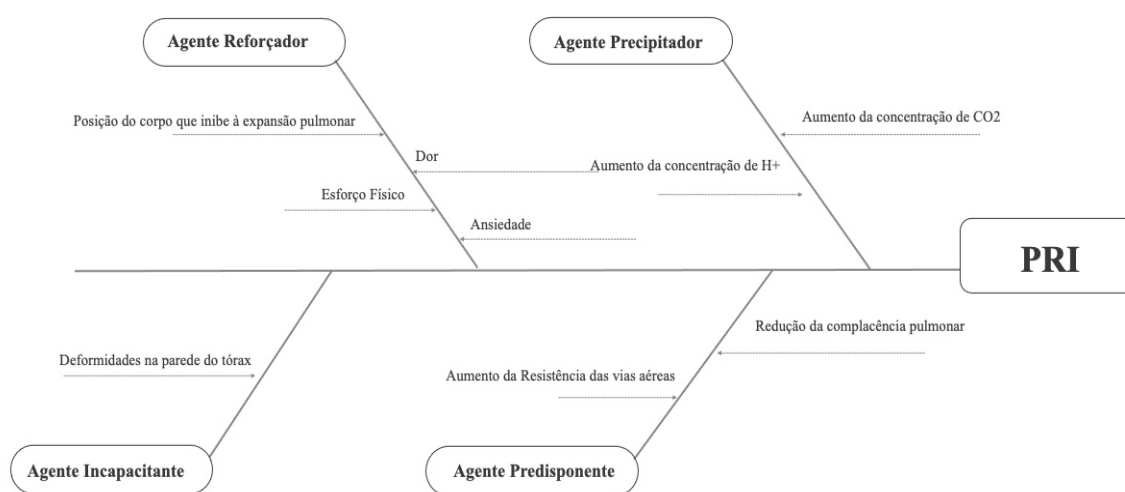 Agente Reforçador
Agente Precipitador
Posição do corpo que inibe à expansão pulmonar
Aumento da concentração de CO2
Dor
Aumento da concentração de H+
Esforço Físico
Ansiedade
PRI
Redução da complacência pulmonar
Deformidades na parede do tórax
Aumento da Resistência das vias aéreas
Agente Incapacitante
Agente Predisponente